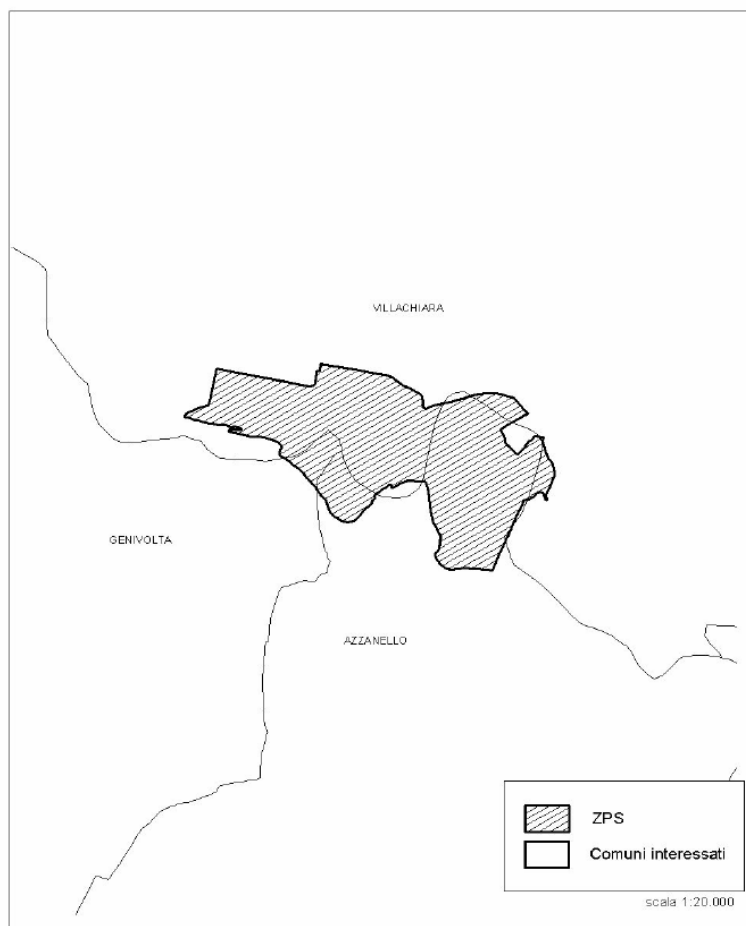 VILLACHIARA
GENIVOLTA
AZZANELLO
ZPS
Comuni interessati
scala 1:20.000